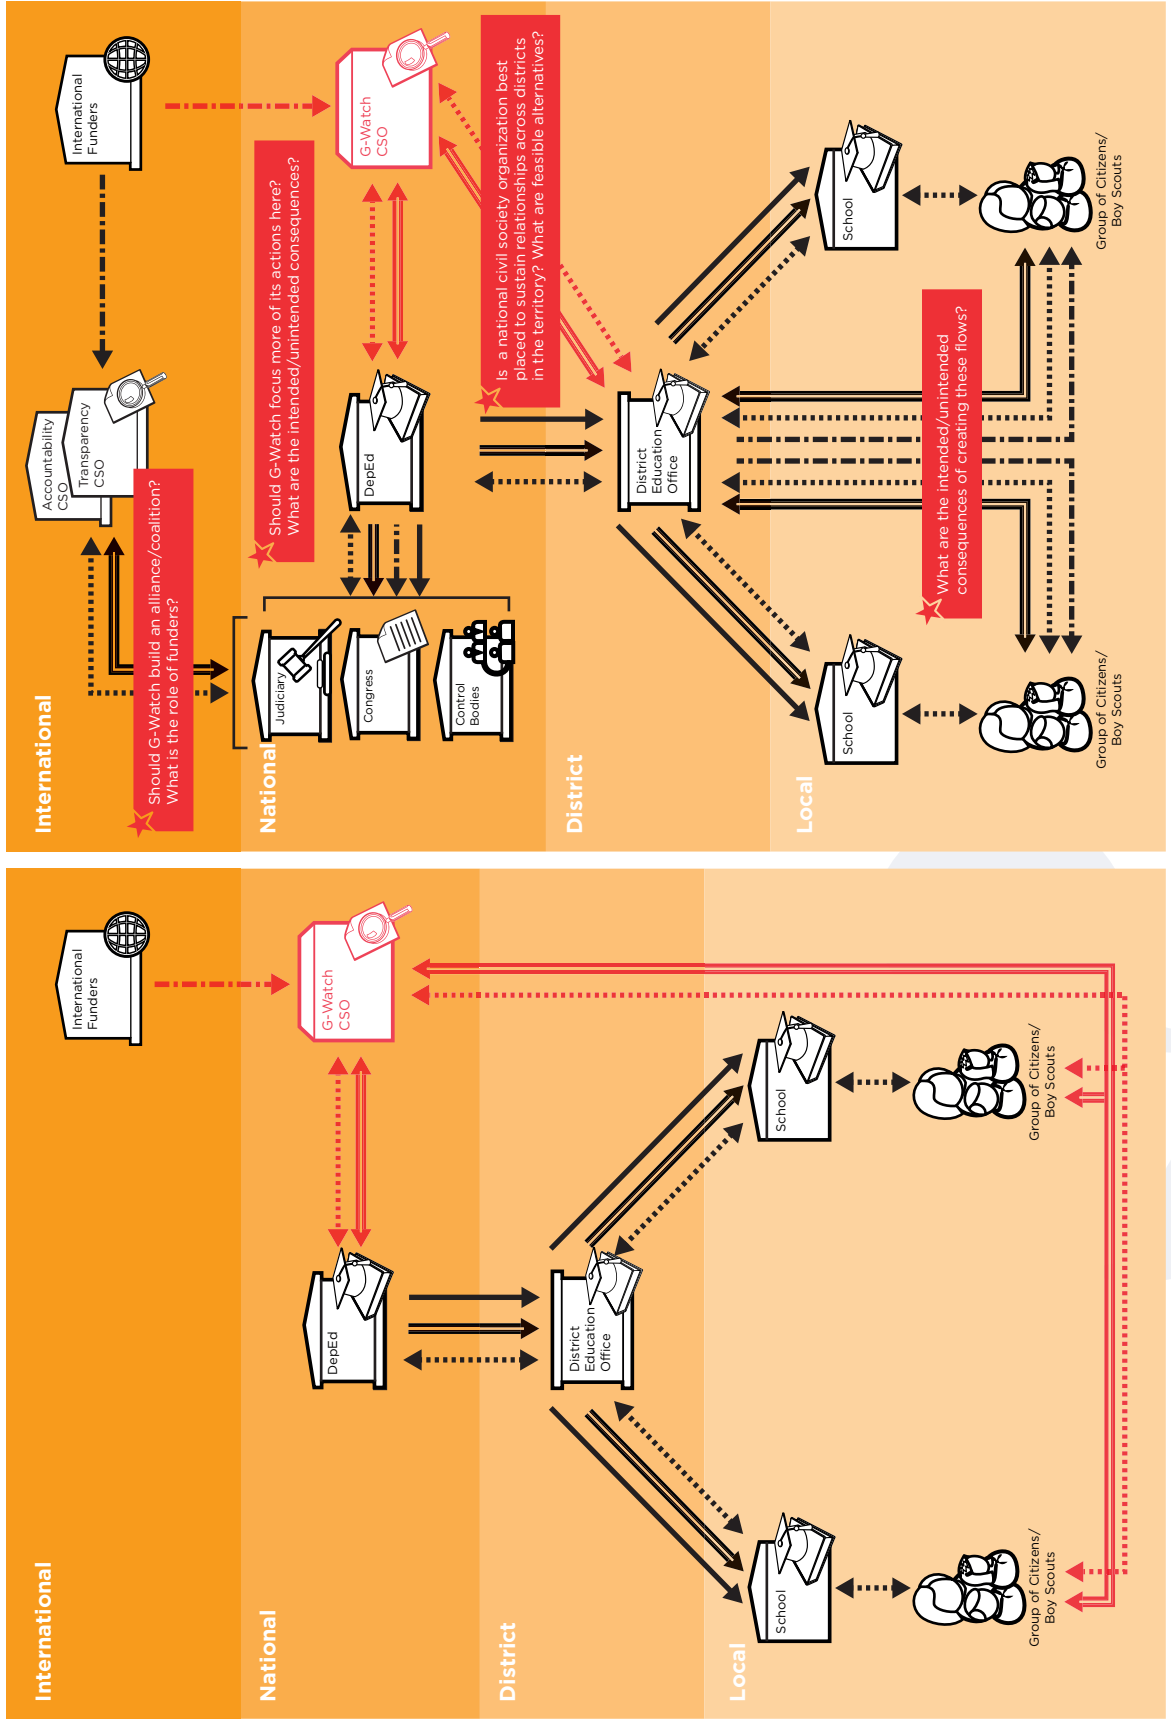 International
International
Funders
National
G-Watch
CSO
DepEd
District
District
Education
Office
Local
School
School
Group of Citizens/
Boy Scouts
Group of Citizens/
Boy Scouts
International
Accountability
CSO
Transparency
CSO
International
Funders
Should G-Watch build an alliance/coalition?
What is the role of funders?
National
Judiciary
Congress
Control
Bodies
Should G-Watch focus more of its actions here?
What are the intended/unintended consequences?
DepEd
G-Watch
CSO
Is a national civil society organization best
placed to sustain relationships across districts
in the territory? What are feasible alternatives?
District
District
Education
Office
Local
School
School
What are the intended/unintended
consequences of creating these flows?
Group of Citizens/
Boy Scouts
Group of Citizens/
Boy Scouts